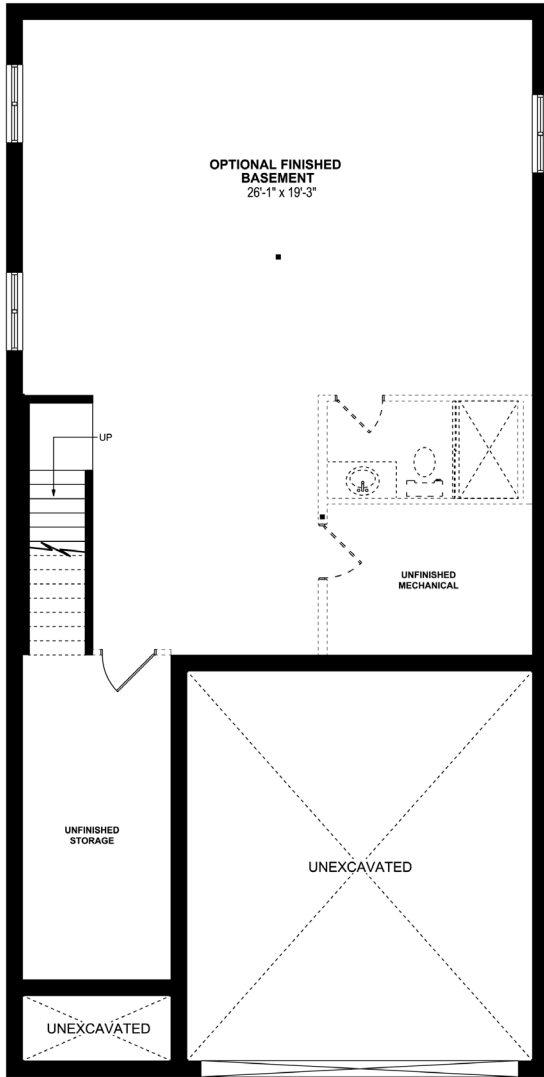 OPTIONAL FINISHED
BASEMENT
26'-1" x 19'-3"
UP
UNFINISHED
MECHANICAL
UNFINISHED
STORAGE
UNEXCAVATED
UNEXCAVATED